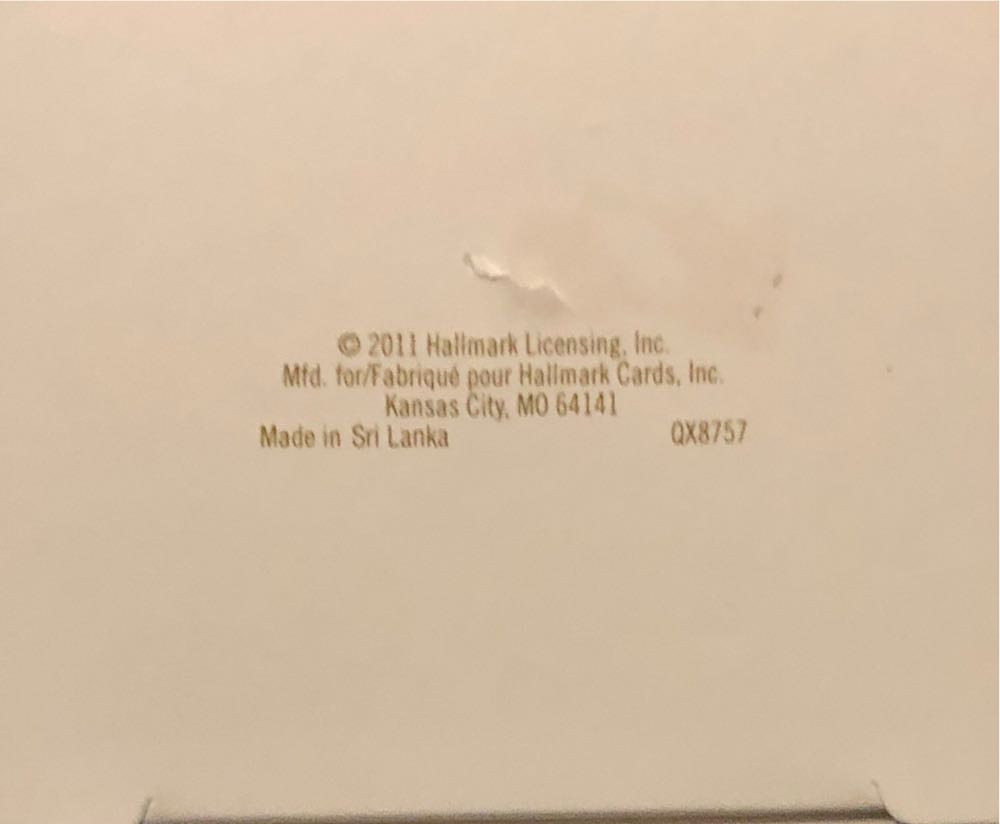 © 2011 Hallmark Licensing, Inc.
Mfd. for/Fabriqué pour Hallmark Cards, Inc.
Kansas City, MO 64141
Made in Sri Lanka QX8757